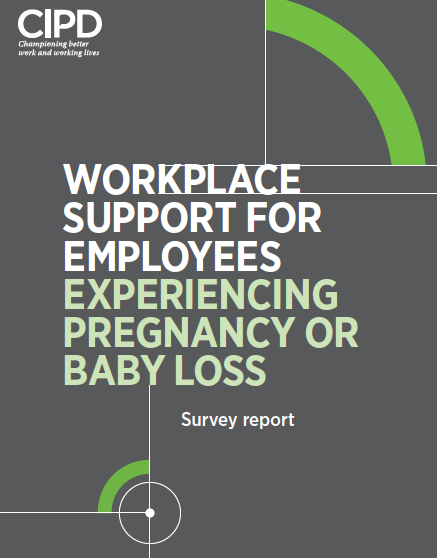 CIPD
Championing better
work and working lives
WORKPLACE
SUPPORT FOR
EMPLOYEES
EXPERIENCING
PREGNANCY OR
BABY LOSS
Survey report